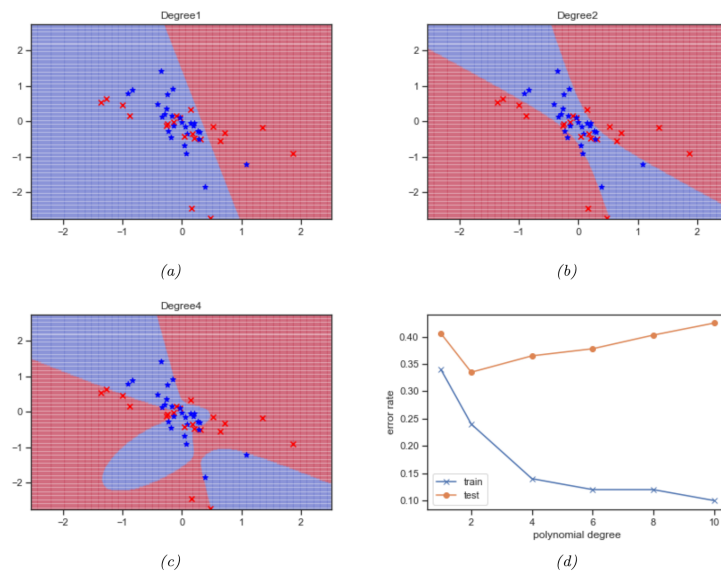 Degree1
2
1
0
−1
−2
−2 −1 0 1 2
(a)
Degree2
2
1
0
−1
−2
−2 −1 0 1 2
(b)
Degree4
2
1
0
−1
−2
−2 −1 0 1 2
(c)
error rate
0.40
0.35
0.30
0.25
0.20
0.15
0.10
train
test
2 4 6 8 10
polynomial degree
(d)